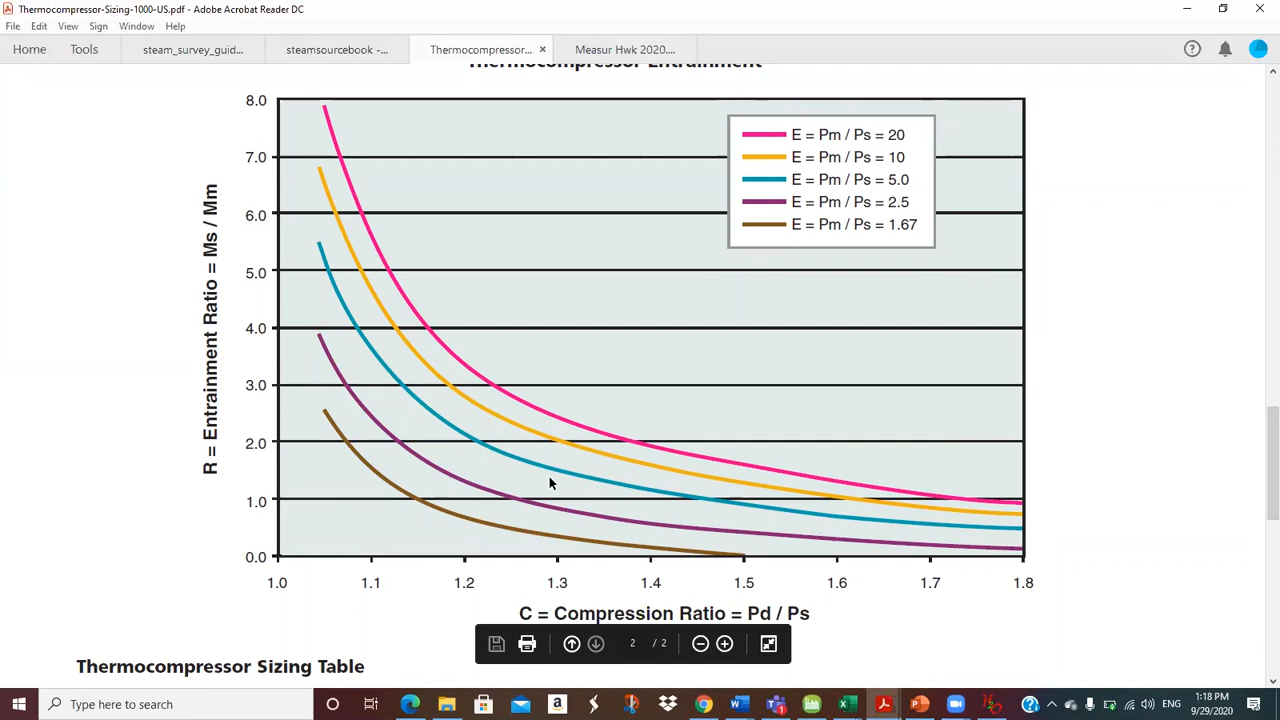 Thermocompressor-Sizing-1000-US.pdf - Adobe Acrobat Reader DC
File Edit View Sign Window Help
Home Tools steam_survey_guid... steamsourcebook -... Thermocompressor... × Measur Hwk 2020....
Thermocompressor Entrainment
8.0
7.0
6.0
5.0
4.0
3.0
2.0
1.0
0.0
R = Entrainment Ratio = Ms / Mm
E = Pm / Ps = 20
E = Pm / Ps = 10
E = Pm / Ps = 5.0
E = Pm / Ps = 2.5
E = Pm / Ps = 1.67
1.0 1.1 1.2 1.3 1.4 1.5 1.6 1.7 1.8
C = Compression Ratio = Pd / Ps
2 / 2
Thermocompressor Sizing Table
Type here to search
ENG
1:18 PM
9/29/2020